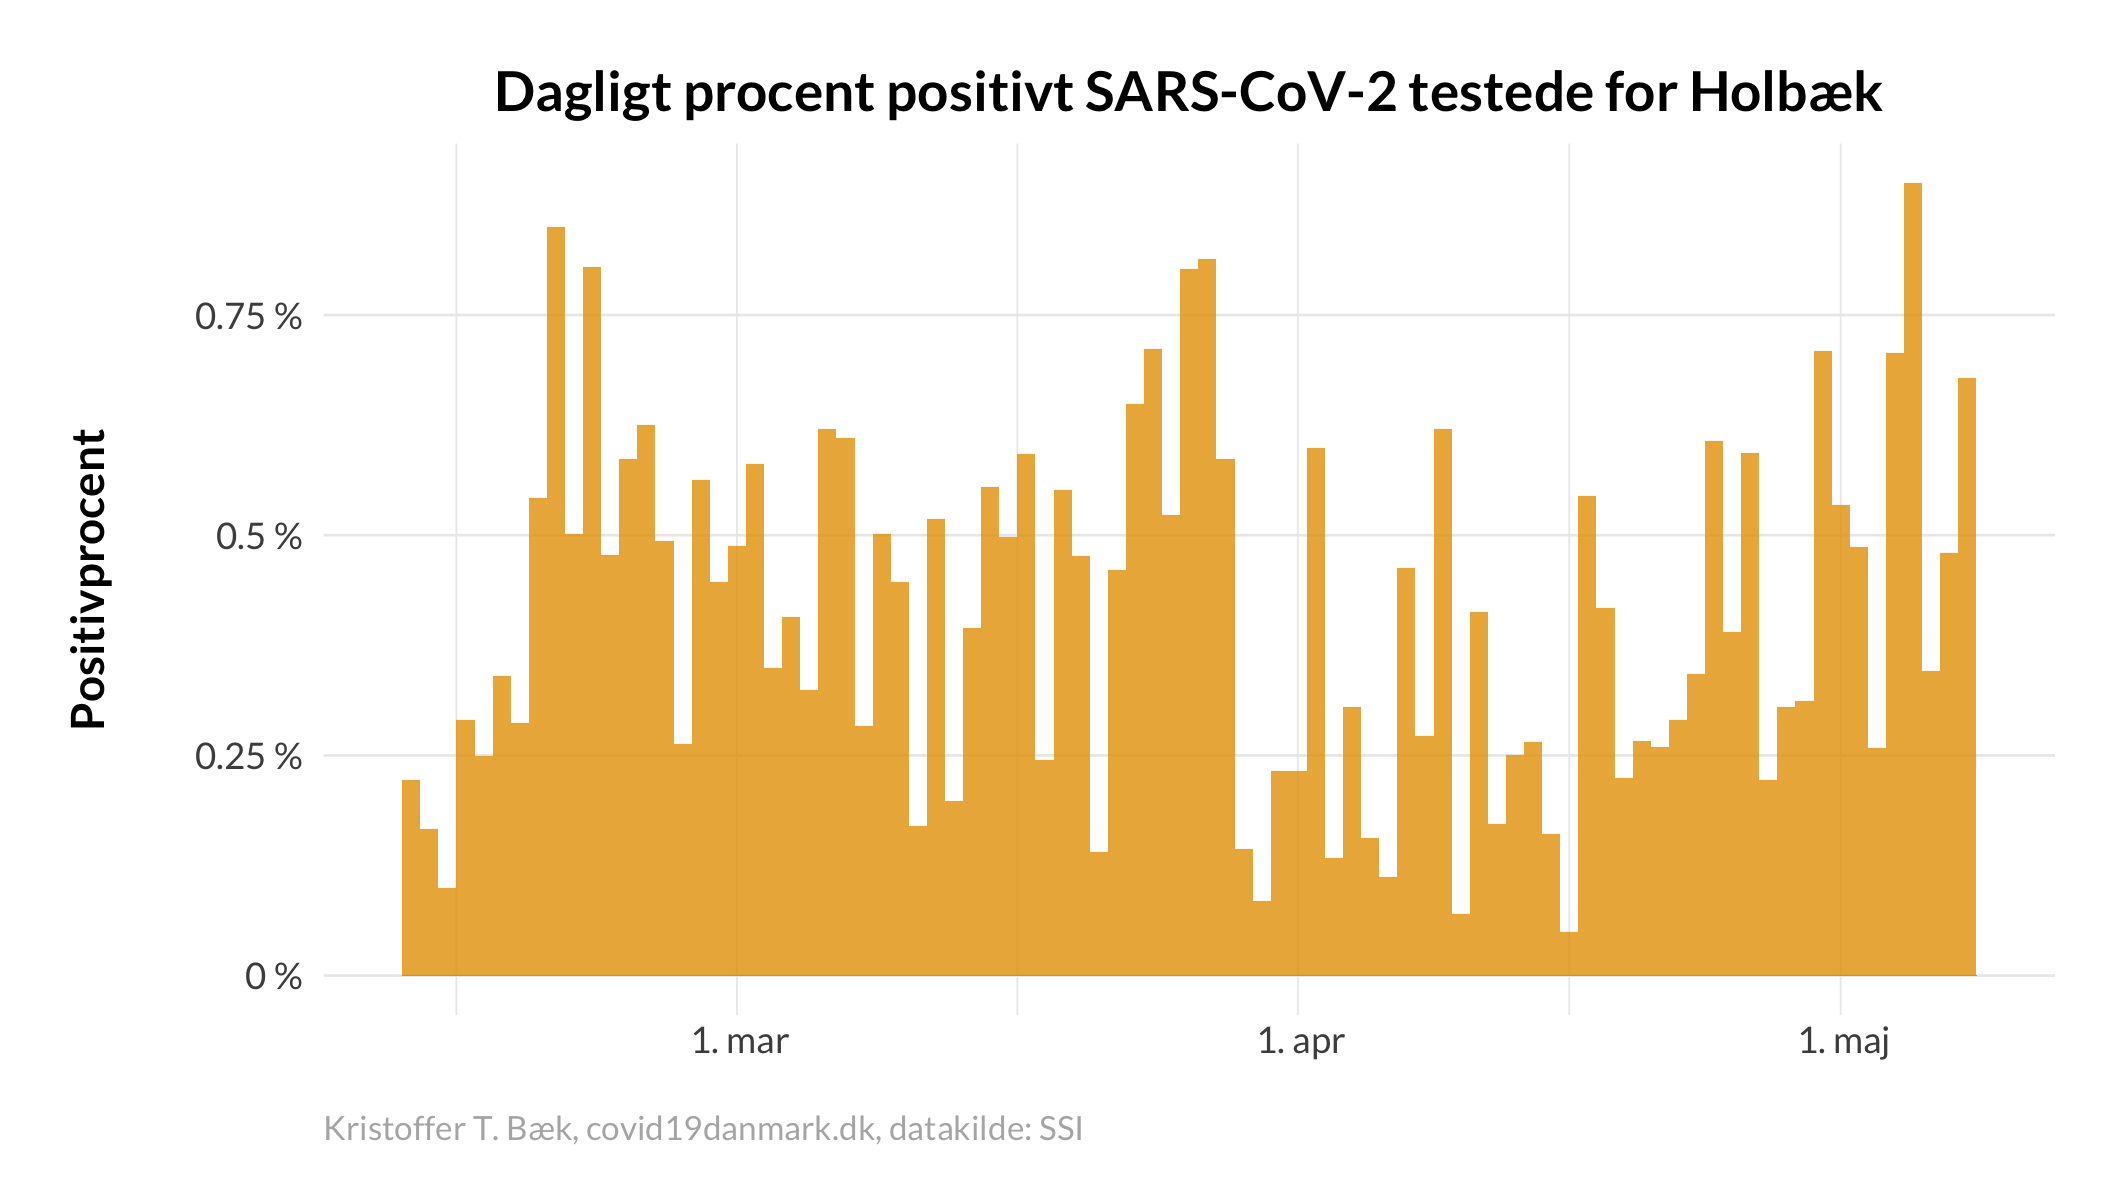 Dagligt procent positivt SARS-CoV-2 testede for Holbæk
Positivprocent
0.75 %
0.5 %
0.25 %
0 %
1. mar
1. apr
1. maj
Kristoffer T. Bæk, covid19danmark.dk, datakilde: SSI